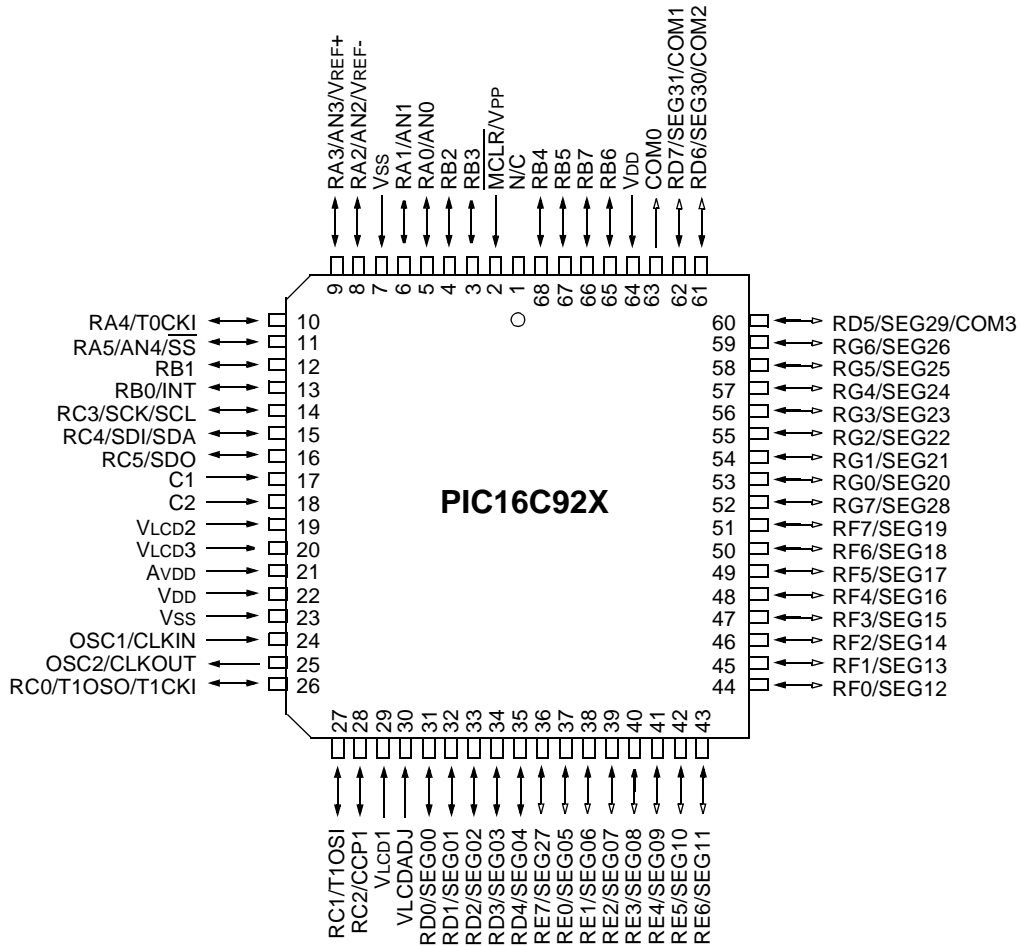 RA3/AN3/VREF+
RA2/AN2/VREF-
VSS
RA1/AN1
RA0/AN0
RB2
RB3
MCLR/VPP
N/C
RB4
RB5
RB7
RB6
VDD
COM0
RD7/SEG31/COM1
RD6/SEG30/COM2
9
8
7
6
5
4
3
2
1
68
67
66
65
64
63
62
61
RA4/T0CKI 10
RA5/AN4/SS 11
RB1 12
RB0/INT 13
RC3/SCK/SCL 14
RC4/SDI/SDA 15
RC5/SDO 16
C1 17
C2 18
VLCD2 19
VLCD3 20
AVDD 21
VDD 22
VSS 23
OSC1/CLKIN 24
OSC2/CLKOUT 25
RC0/T1OSO/T1CKI 26
PIC16C92X
60 RD5/SEG29/COM3
59 RG6/SEG26
58 RG5/SEG25
57 RG4/SEG24
56 RG3/SEG23
55 RG2/SEG22
54 RG1/SEG21
53 RG0/SEG20
52 RG7/SEG28
51 RF7/SEG19
50 RF6/SEG18
49 RF5/SEG17
48 RF4/SEG16
47 RF3/SEG15
46 RF2/SEG14
45 RF1/SEG13
44 RF0/SEG12
27
28
29
30
31
32
33
34
35
36
37
38
39
40
41
42
43
RC1/T1OSI
RC2/CCP1
VLCD1
VLCDADJ
RD0/SEG00
RD1/SEG01
RD2/SEG02
RD3/SEG03
RD4/SEG04
RE7/SEG27
RE0/SEG05
RE1/SEG06
RE2/SEG07
RE3/SEG08
RE4/SEG09
RE5/SEG10
RE6/SEG11